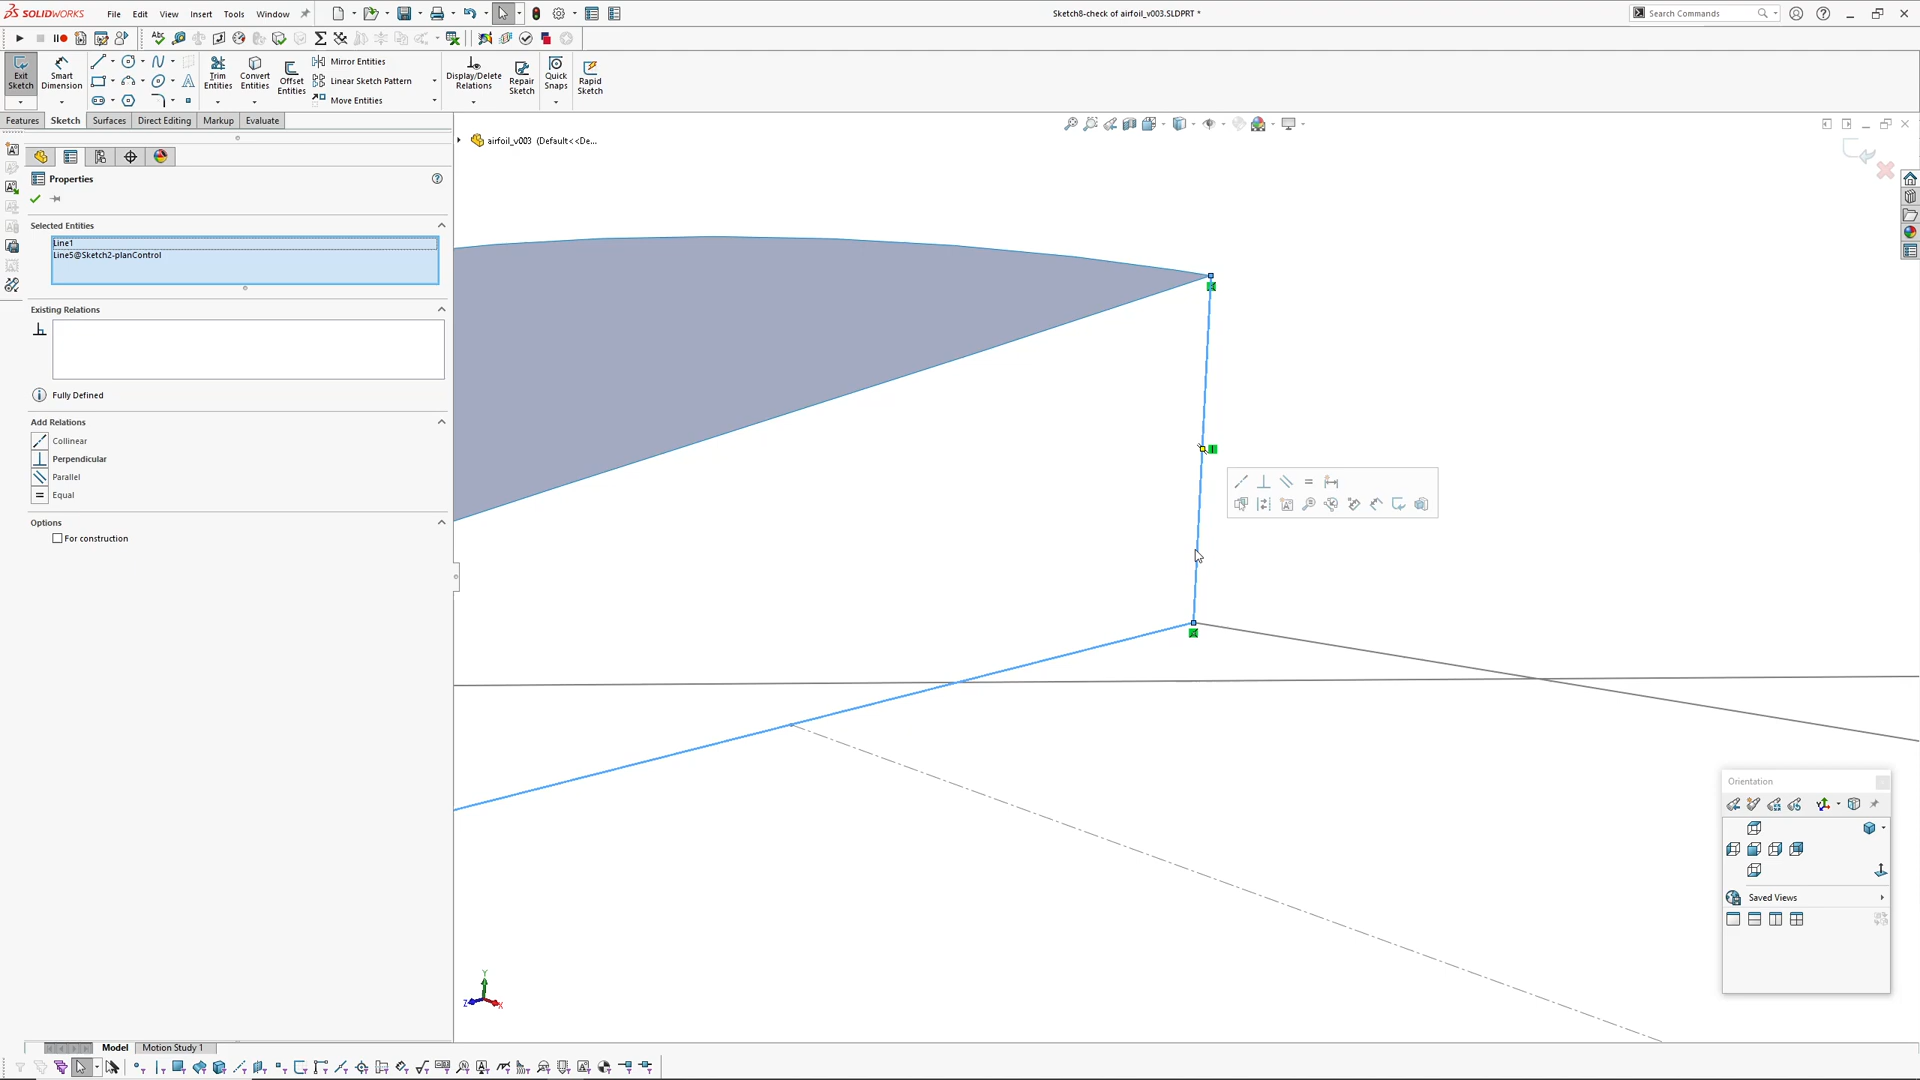 SOLIDWORKS File Edit View Insert Tools Window Sketch8-check of airfoil_v003.SLDPRT * Search Commands
Exit Sketch
Smart Dimension
Trim Entities
Convert Entities
Offset Entities
Mirror Entities
Linear Sketch Pattern
Move Entities
Display/Delete Relations
Repair Sketch
Quick Snaps
Rapid Sketch
Features Sketch Surfaces Direct Editing Markup Evaluate
airfoil_v003 (Default<<De...
Properties
Selected Entities
Line1
Line5@Sketch2-planControl
Existing Relations
Fully Defined
Add Relations
Collinear
Perpendicular
Parallel
Equal
Options
For construction
Orientation
Saved Views
Y
Z
X
Model Motion Study 1